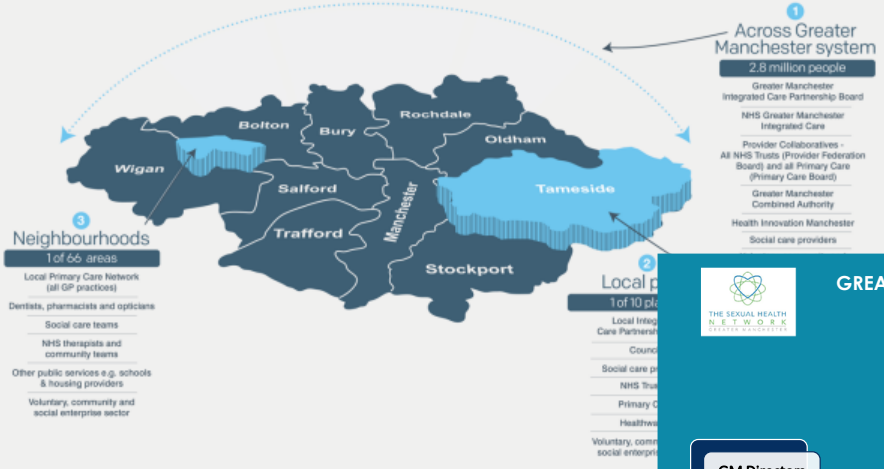 1
Across Greater
Manchester system
2.8 million people
Greater Manchester
Integrated Care Partnership Board
NHS Greater Manchester
Integrated Care
Provider Collaboratives -
All NHS Trusts (Provider Federation
Board) and all Primary Care
(Primary Care Board)
Greater Manchester
Combined Authority
Health Innovation Manchester
Social care providers
Wigan
Bolton
Bury
Rochdale
Oldham
Salford
Trafford
Manchester
Tameside
Stockport
3
Neighbourhoods
1 of 66 areas
Local Primary Care Network
(all GP practices)
Dentists, pharmacists and opticians
Social care teams
NHS therapists and
community teams
Other public services e.g. schools
& housing providers
Voluntary, community and
social enterprise sector
2
Local p
1 of 10 pla
Local Integ
Care Partnersh
Counc
Social care pr
NHS Trus
Primary C
Healthwa
Voluntary, comm
social enterpris
THE SEXUAL HEALTH
NETWORK
GREATER MANCHESTER
GREA
GM Directors